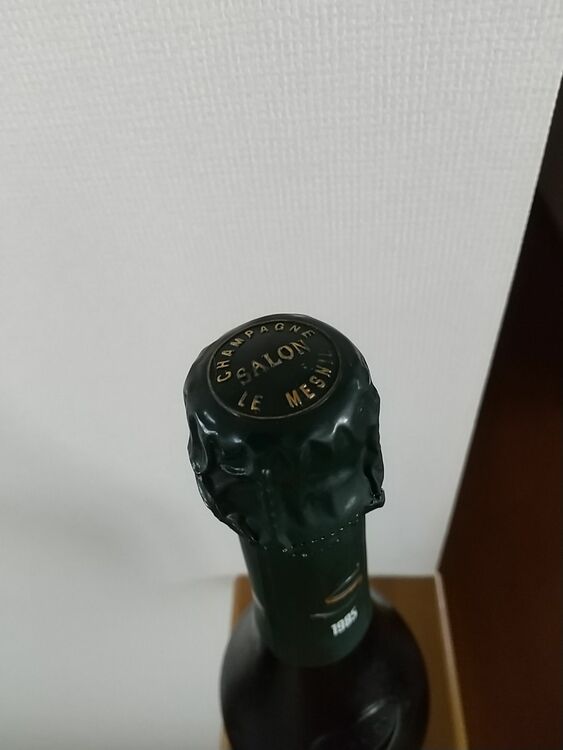 CHAMPAGNE
SALON
LE MESNIL
1985